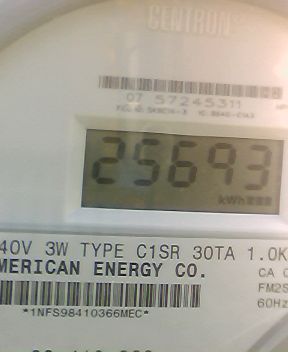 CENTRON®
07 57245311
25693
kWh
40V 3W TYPE C1SR 30TA 1.0K
MERICAN ENERGY CO.
CA 
FM2S
60Hz
*1NFS98410366MEC*